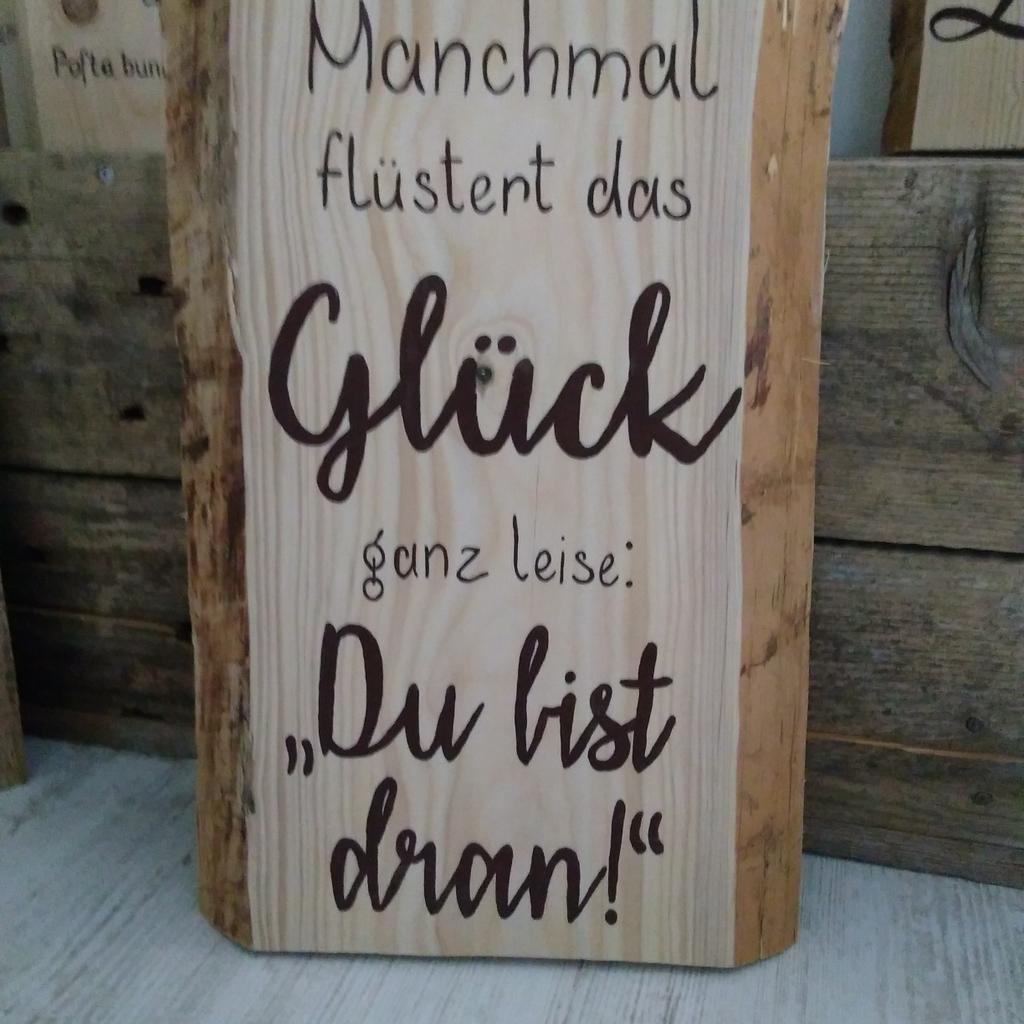 Manchmal
flüstert das
Glück
ganz leise:
„Du bist
dran!“